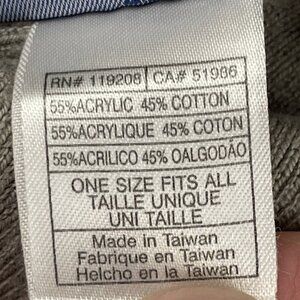 RN# 119208 CA# 51986
55%ACRYLIC 45% COTTON
55%ACRYLIQUE 45% COTON
55%ACRILICO 45% OALGODÃO
ONE SIZE FITS ALL
TAILLE UNIQUE
UNI TAILLE
Made in Taiwan
Fabrique en Taiwan
Helcho en la Taiwan